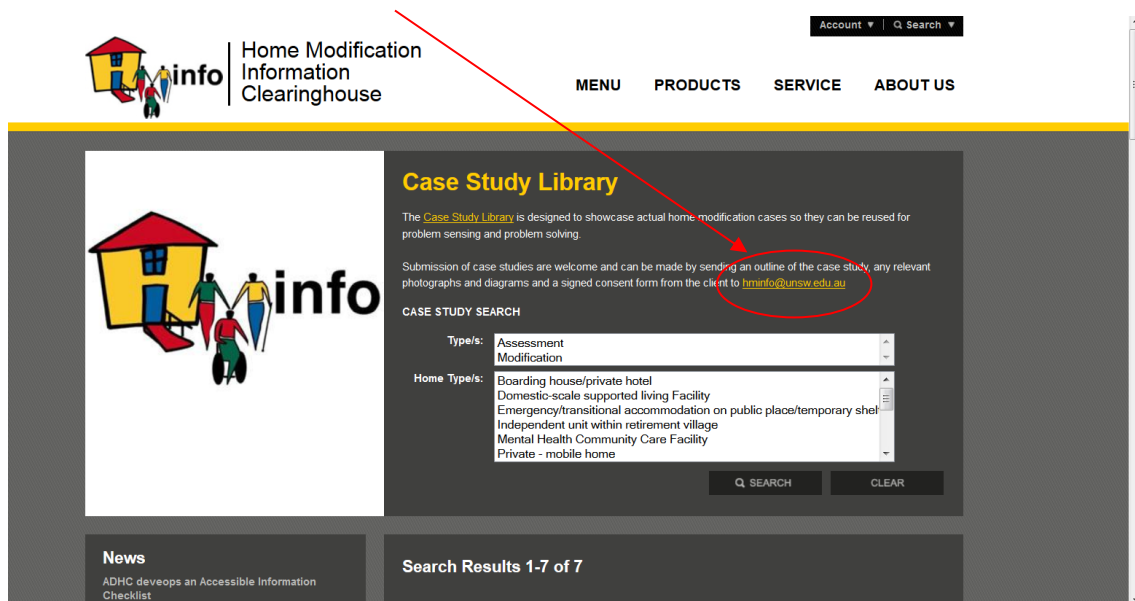 Account ▼ | Search ▼
info
Home Modification
Information
Clearinghouse
MENU PRODUCTS SERVICE ABOUT US
info
Case Study Library
The Case Study Library is designed to showcase actual home modification cases so they can be reused for
problem sensing and problem solving.
Submission of case studies are welcome and can be made by sending an outline of the case study, any relevant
photographs and diagrams and a signed consent form from the client to hminfo@unsw.edu.au
CASE STUDY SEARCH
Type/s:
Assessment
Modification
Home Type/s:
Boarding house/private hotel
Domestic-scale supported living Facility
Emergency/transitional accommodation on public place/temporary shel
Independent unit within retirement village
Mental Health Community Care Facility
Private - mobile home
SEARCH CLEAR
News
ADHC deveops an Accessible Information
Checklist
Search Results 1-7 of 7